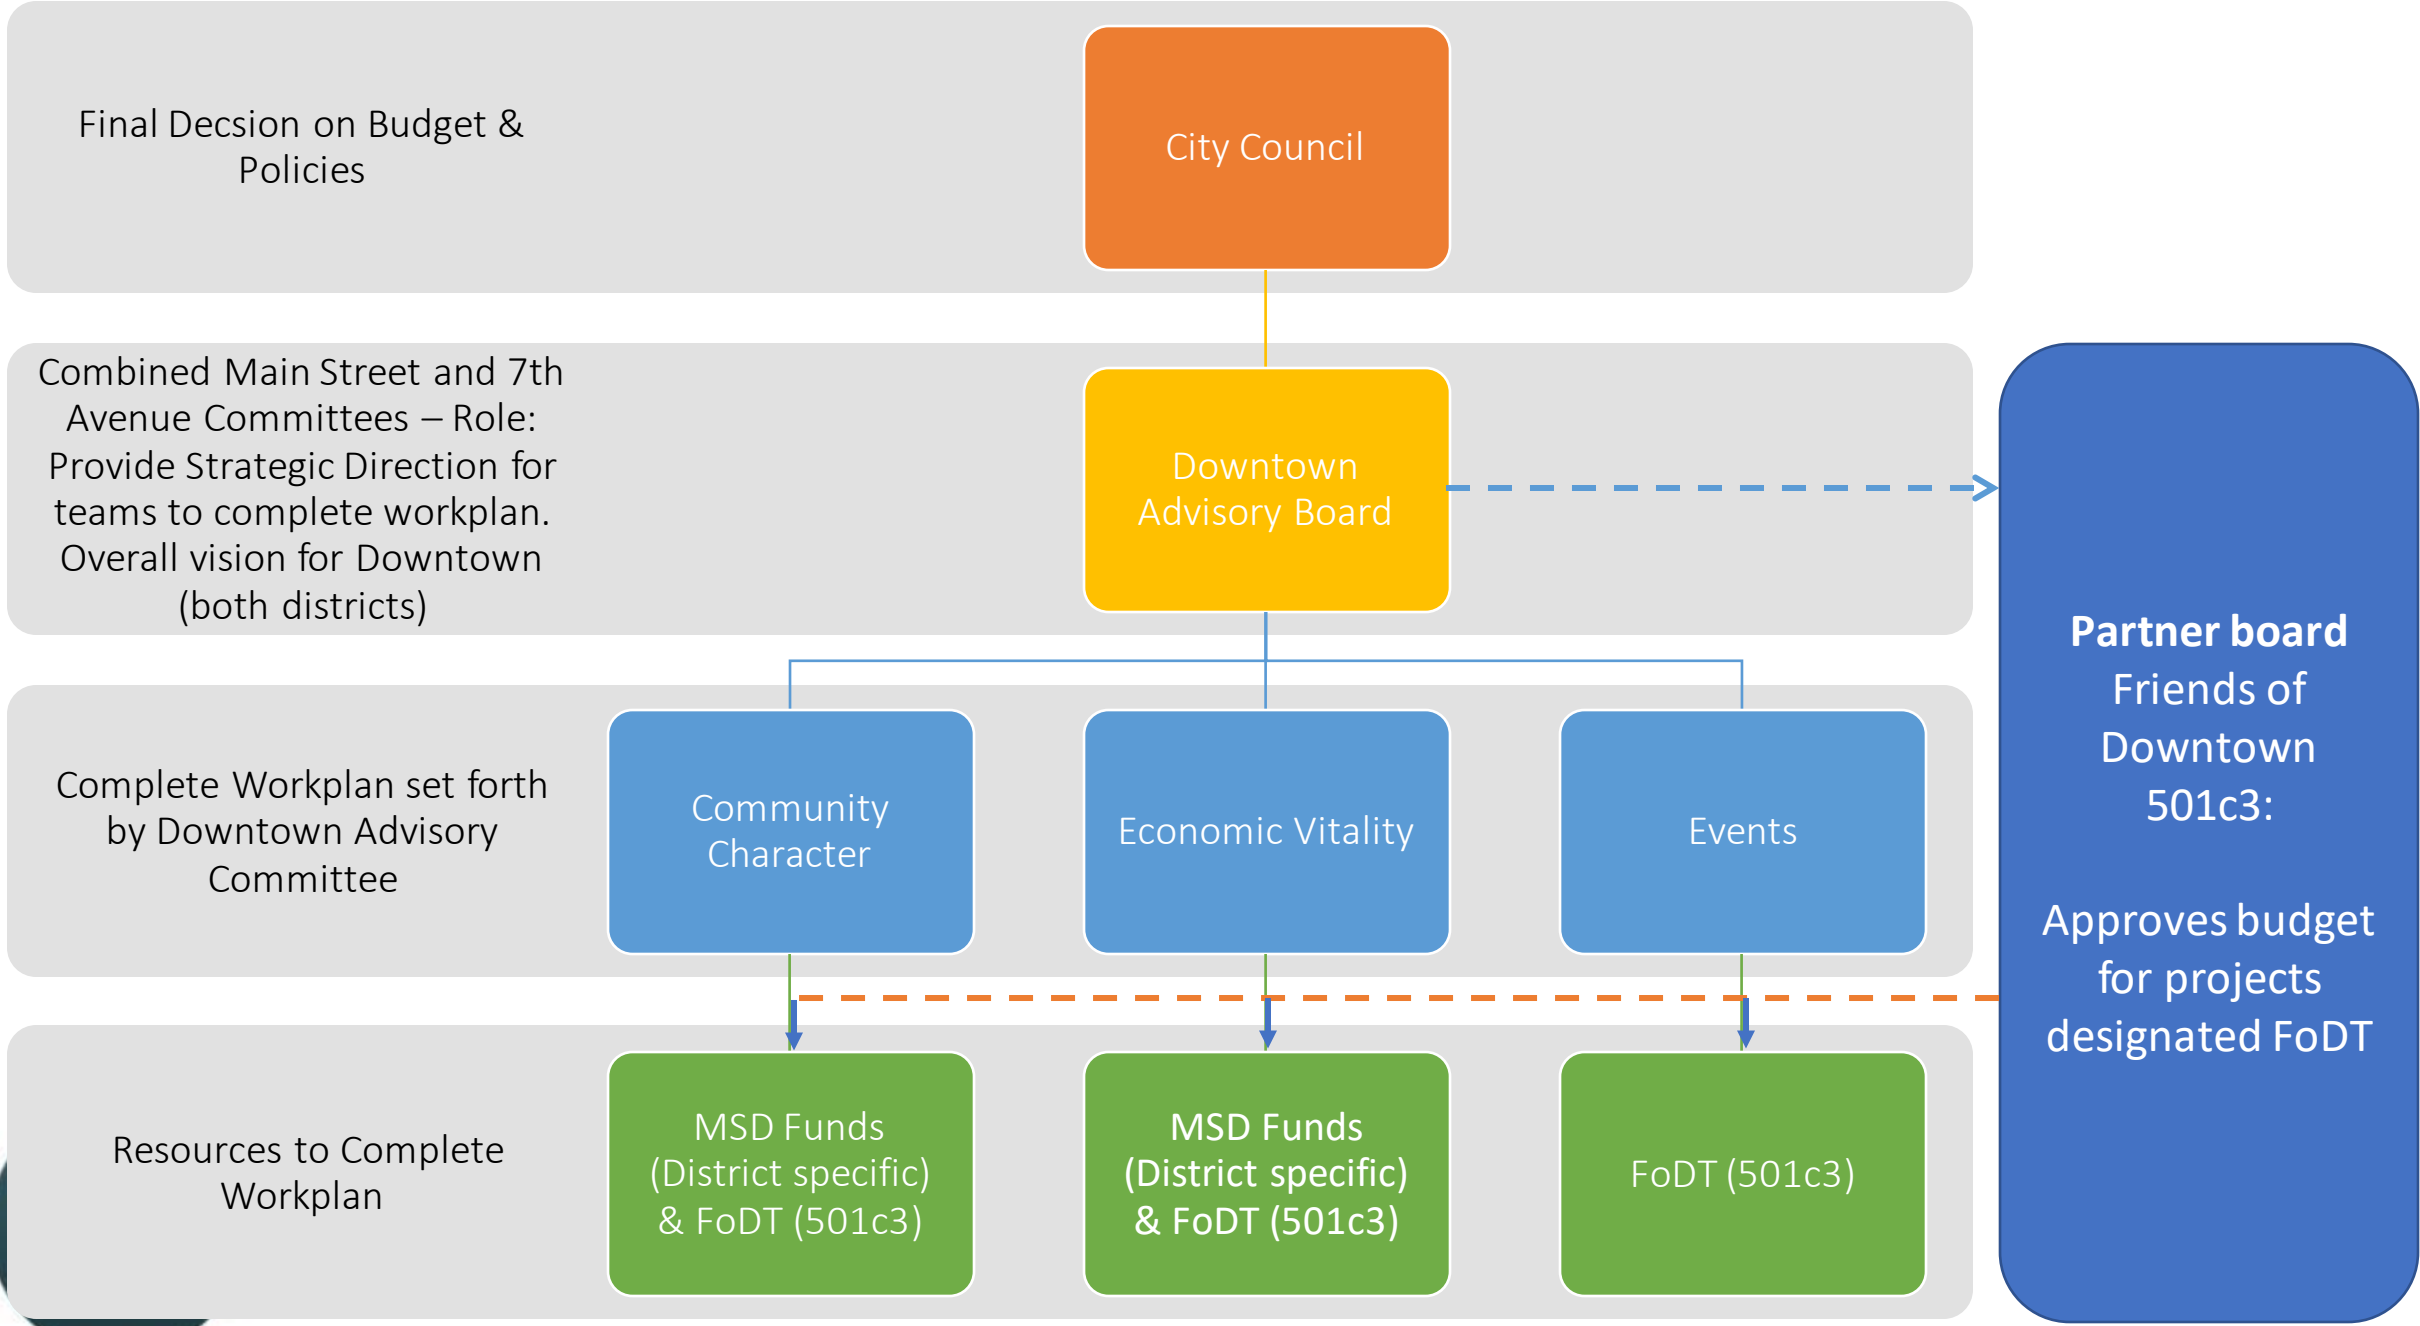 Final Decsion on Budget &
Policies
City Council
Combined Main Street and 7th
Avenue Committees – Role:
Provide Strategic Direction for
teams to complete workplan.
Overall vision for Downtown
(both districts)
Downtown
Advisory Board
Partner board
Friends of
Downtown
501c3:
Approves budget
for projects
designated FoDT
Complete Workplan set forth
by Downtown Advisory
Committee
Community
Character
Economic Vitality
Events
Resources to Complete
Workplan
MSD Funds
(District specific)
& FoDT (501c3)
MSD Funds
(District specific)
& FoDT (501c3)
FoDT (501c3)